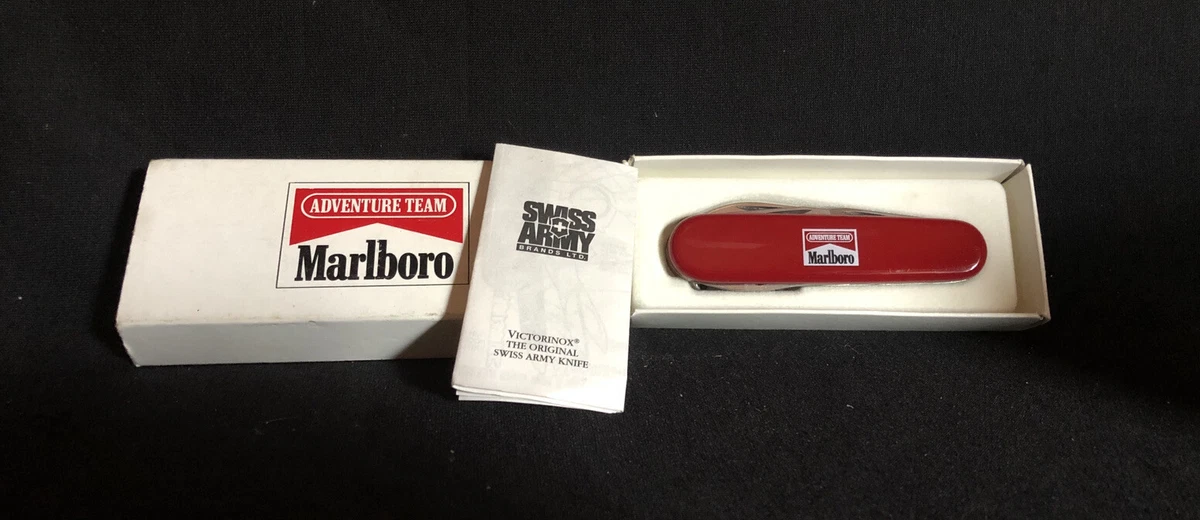 ADVENTURE TEAM
Marlboro
SWISS
ARMY
BRANDS LTD.
VICTORINOX®
THE ORIGINAL
SWISS ARMY KNIFE
ADVENTURE TEAM
Marlboro